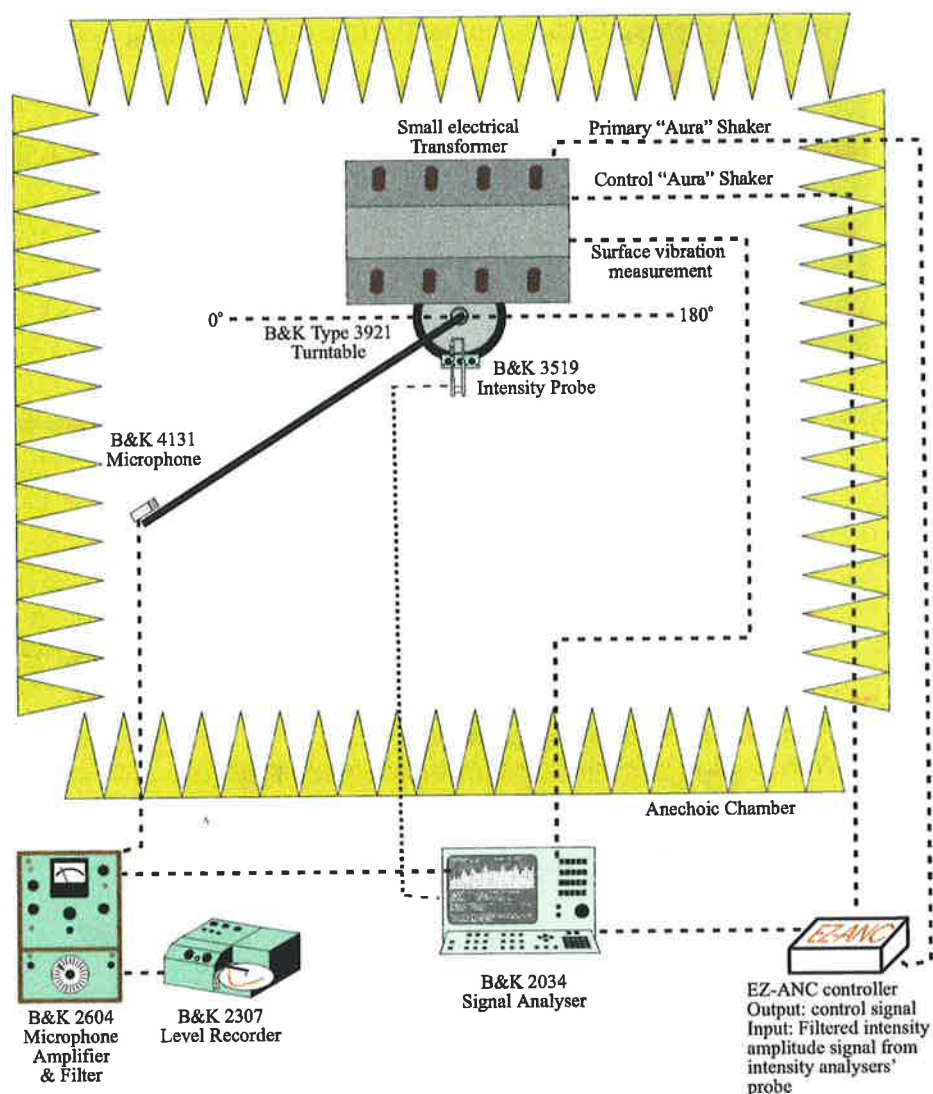 Small electrical
Transformer
Primary “Aura” Shaker
Control “Aura” Shaker
Surface vibration
measurement
0°
180°
B&K Type 3921
Turntable
B&K 3519
Intensity Probe
B&K 4131
Microphone
Anechoic Chamber
B&K 2604
Microphone
Amplifier
& Filter
B&K 2307
Level Recorder
B&K 2034
Signal Analyser
EZ-ANC
EZ-ANC controller
Output: control signal
Input: Filtered intensity
amplitude signal from
intensity analysers’
probe